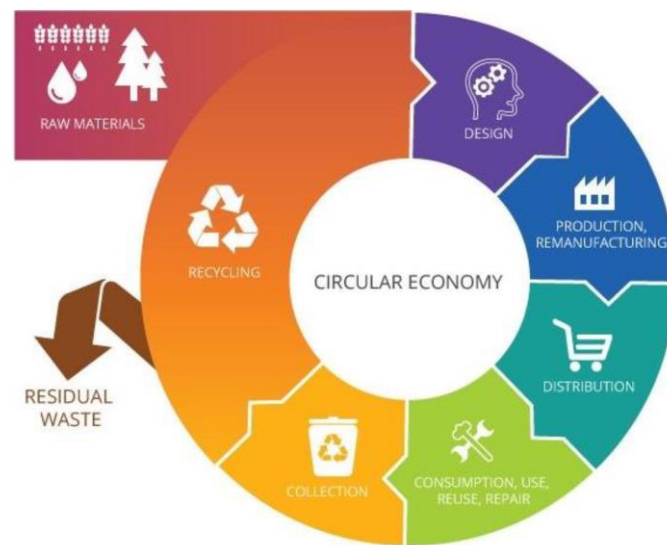 RAW MATERIALS
DESIGN
PRODUCTION,
REMANUFACTURING
RECYCLING
CIRCULAR ECONOMY
DISTRIBUTION
RESIDUAL
WASTE
CONSUMPTION, USE,
REUSE, REPAIR
COLLECTION